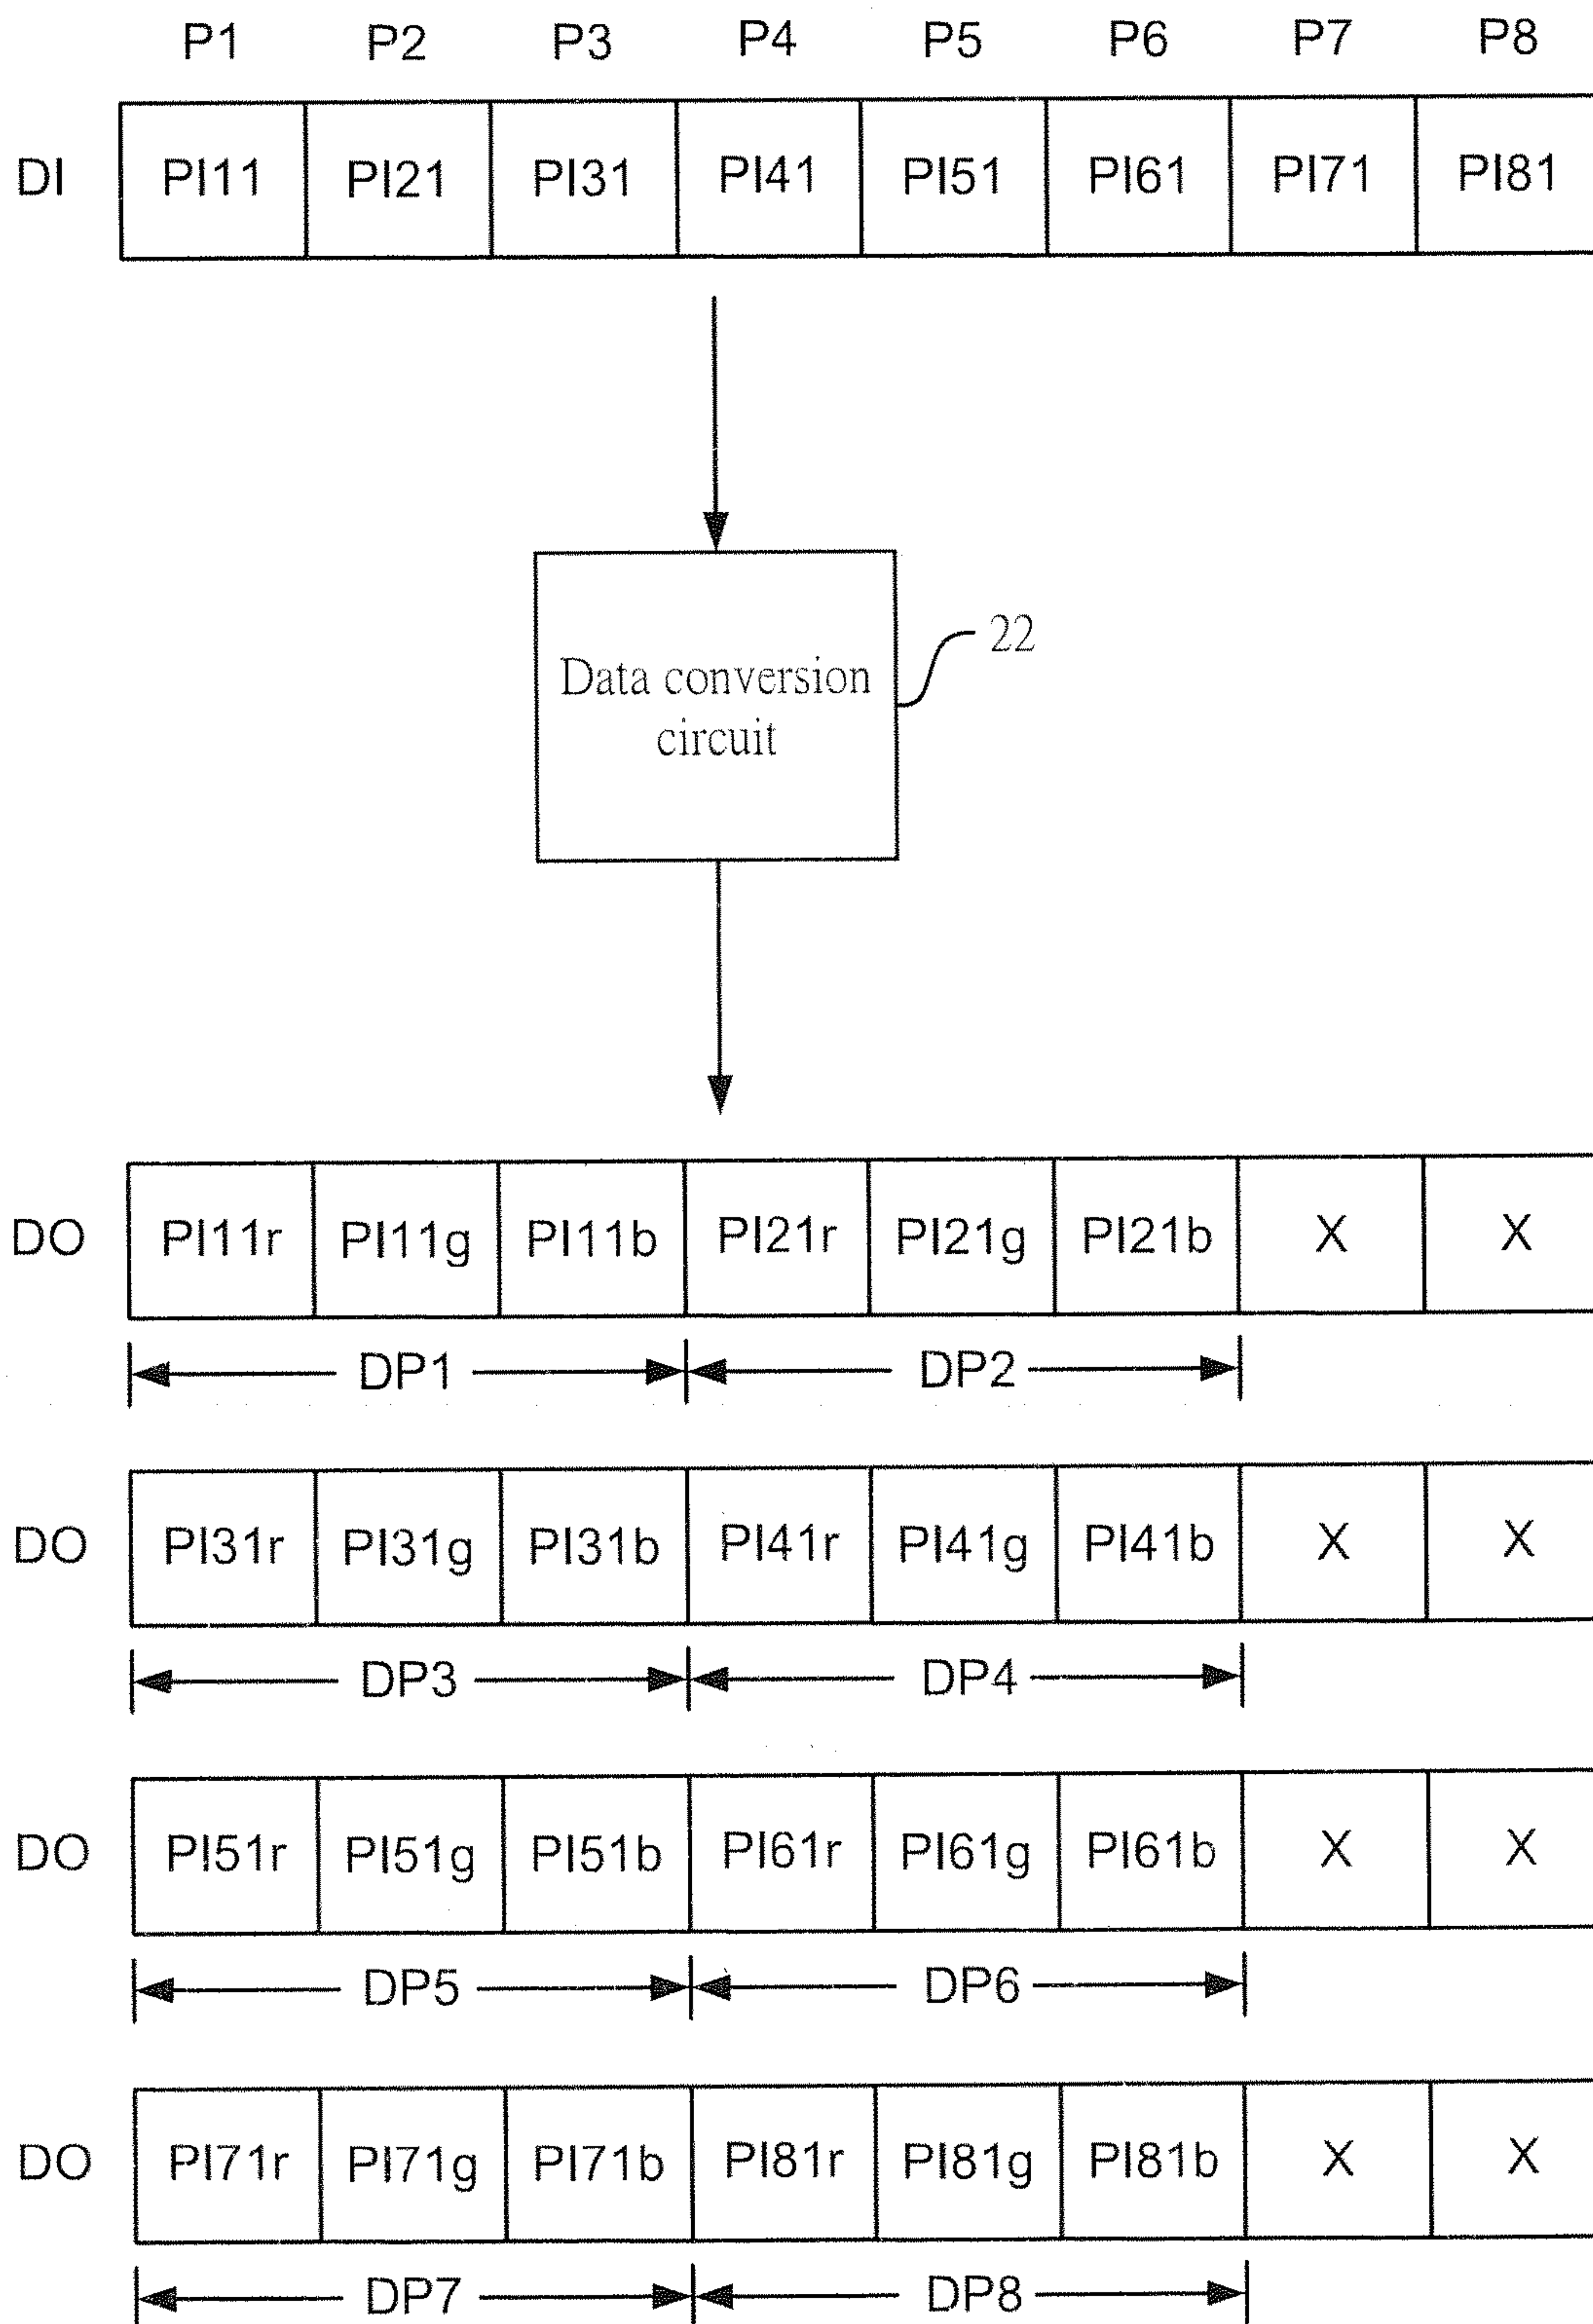 P1 P2 P3 P4 P5 P6 P7 P8
DI PI11 PI21 PI31 PI41 PI51 PI61 PI71 PI81
Data conversion
circuit
22
DO PI11r PI11g PI11b PI21r PI21g PI21b X X
DP1 DP2
DO PI31r PI31g PI31b PI41r PI41g PI41b X X
DP3 DP4
DO PI51r PI51g PI51b PI61r PI61g PI61b X X
DP5 DP6
DO PI71r PI71g PI71b PI81r PI81g PI81b X X
DP7 DP8